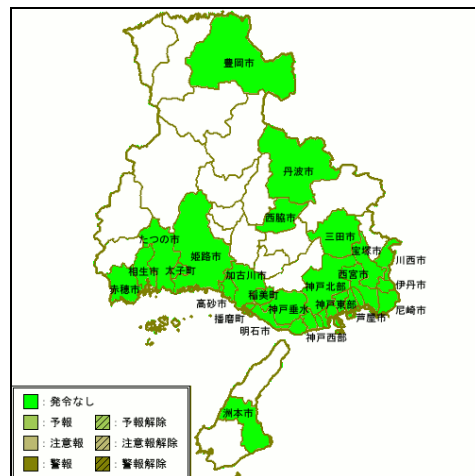 豊岡市
丹波市
西脇市
三田市
たつの市
宝塚市
川西市
姫路市
相生市
太子町
加古川市
西宮市
神戸北部
伊丹市
赤穂市
稲美町
高砂市
神戸垂水
神戸東部
尼崎市
播磨町
芦屋市
明石市
神戸西部
洲本市
：発令なし
：予報 ：予報解除
：注意報 ：注意報解除
：警報 ：警報解除